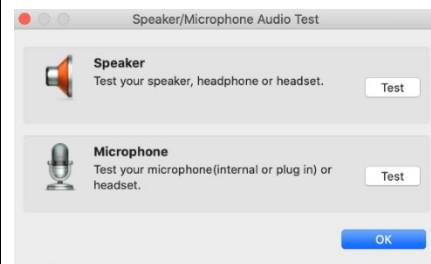 Speaker/Microphone Audio Test
Speaker
Test your speaker, headphone or headset.
Test
Microphone
Test your microphone(internal or plug in) or
headset.
Test
OK